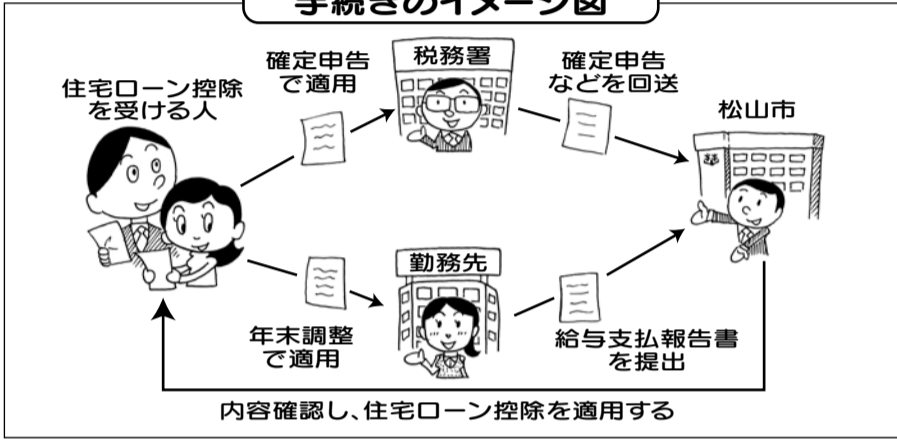 手続きのイメージ図
住宅ローン控除
を受ける人
確定申告
で適用
税務署
確定申告
などを回送
松山市
年末調整
で適用
勤務先
給与支払報告書
を提出
内容確認し、住宅ローン控除を適用する